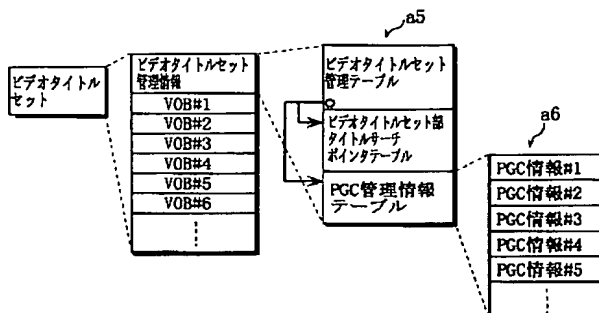 ビデオタイトル
セット
ビデオタイトルセット
管理情報
VOB#1
VOB#2
VOB#3
VOB#4
VOB#5
VOB#6
a5
ビデオタイトルセット
管理テーブル
ビデオタイトルセット部
タイトルサーチ
ポインタテーブル
PGC管理情報
テーブル
a6
PGC情報#1
PGC情報#2
PGC情報#3
PGC情報#4
PGC情報#5